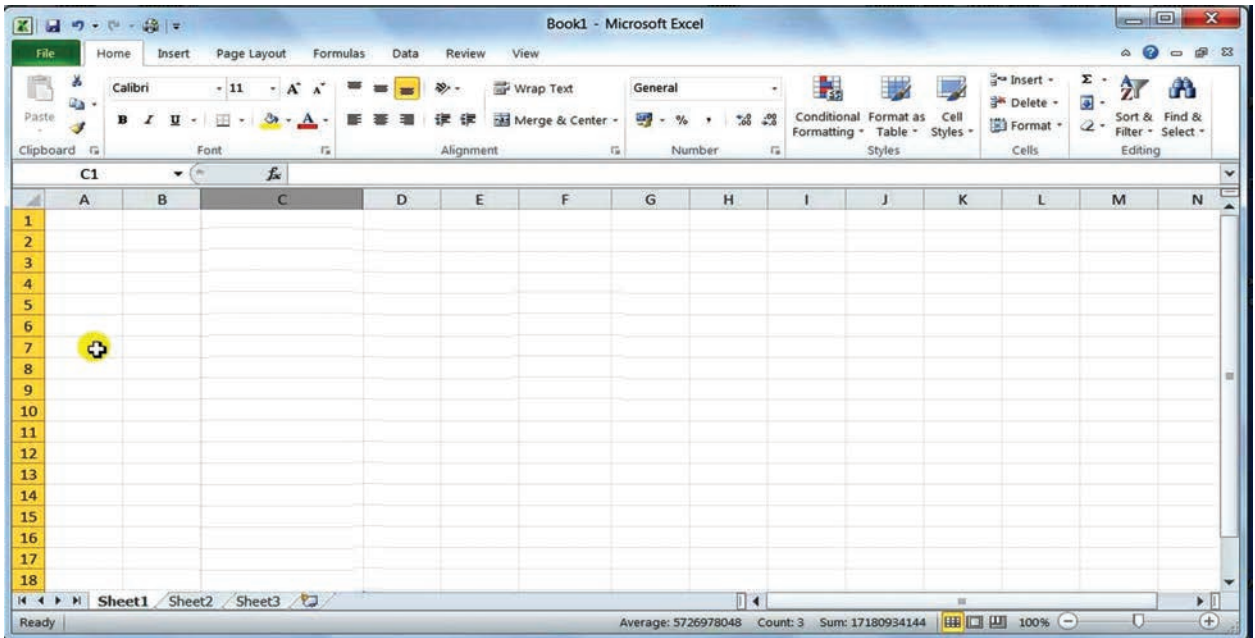 Book1 - Microsoft Excel
File Home Insert Page Layout Formulas Data Review View
Calibri 11 A A Wrap Text General Insert Σ
Delete
Paste B I U A Merge & Center % , Conditional Formatting Format as Table Cell Styles Format Sort & Filter Find & Select
Clipboard Font Alignment Number Styles Cells Editing
C1 fx
A B C D E F G H I J K L M N
1
2
3
4
5
6
7
8
9
10
11
12
13
14
15
16
17
18
Sheet1 Sheet2 Sheet3
Ready Average: 5726978048 Count: 3 Sum: 17180934144 100%